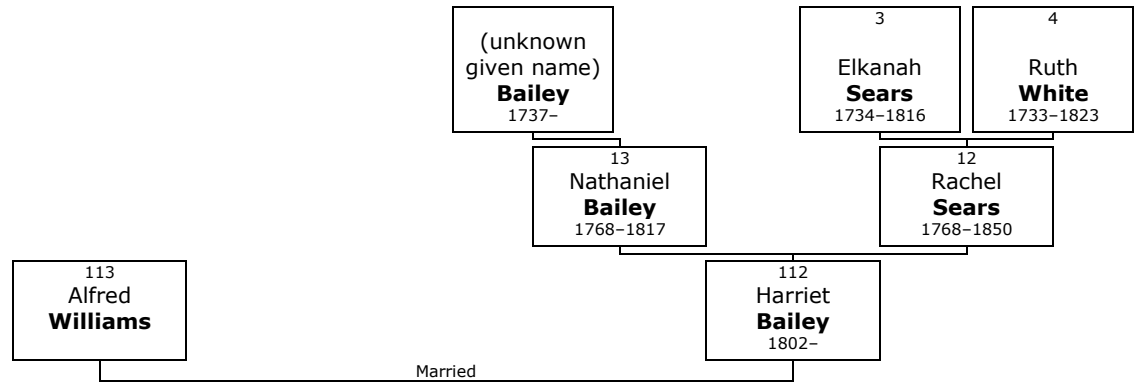 (unknown
given name)
Bailey
1737–
3
Elkanah
Sears
1734–1816
4
Ruth
White
1733–1823
13
Nathaniel
Bailey
1768–1817
12
Rachel
Sears
1768–1850
113
Alfred
Williams
112
Harriet
Bailey
1802–
Married